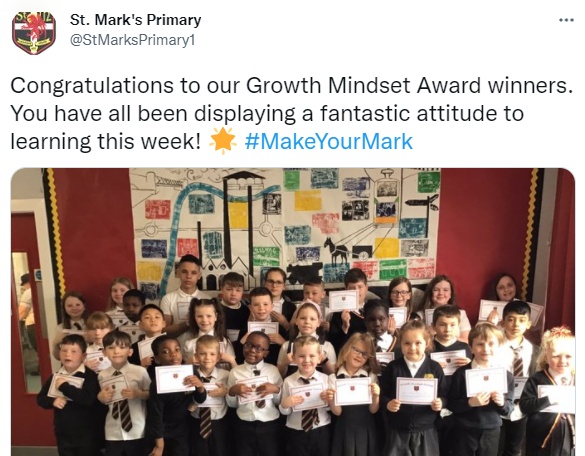 St. Mark's Primary
@StMarksPrimary1
Congratulations to our Growth Mindset Award winners.
You have all been displaying a fantastic attitude to
learning this week! 🌟 #MakeYourMark